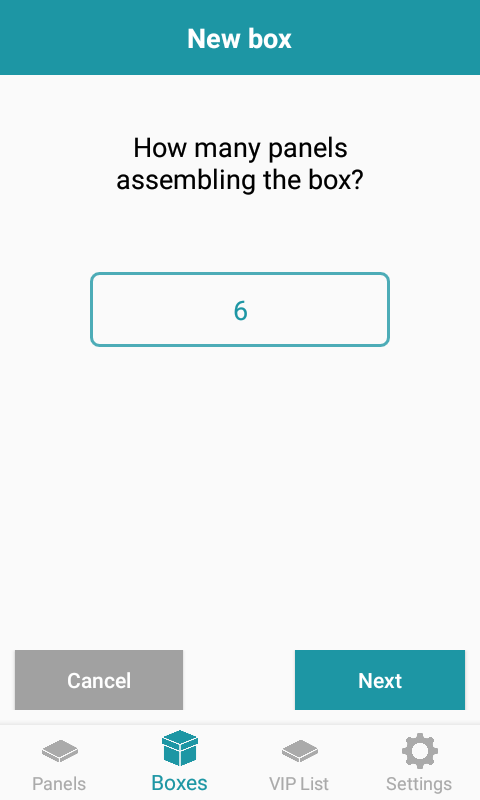 New box
How many panels
assembling the box?
6
Cancel
Next
Panels
Boxes
VIP List
Settings